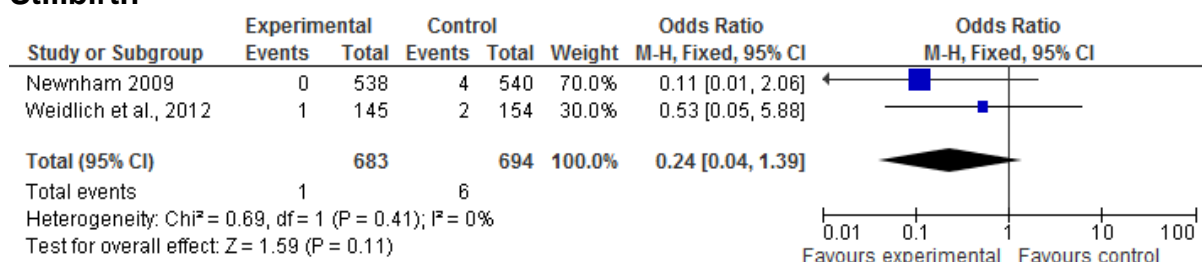 Stillbirth
Experimental Control Odds Ratio Odds Ratio
Study or Subgroup Events Total Events Total Weight M-H, Fixed, 95% CI M-H, Fixed, 95% CI
Newnham 2009 0 538 4 540 70.0% 0.11 [0.01, 2.06]
Weidlich et al., 2012 1 145 2 154 30.0% 0.53 [0.05, 5.88]
Total (95% CI) 683 694 100.0% 0.24 [0.04, 1.39]
Total events 1 6
Heterogeneity: Chi² = 0.69, df = 1 (P = 0.41); I² = 0%
Test for overall effect: Z = 1.59 (P = 0.11)
0.01 0.1 1 10 100
Favours experimental Favours control